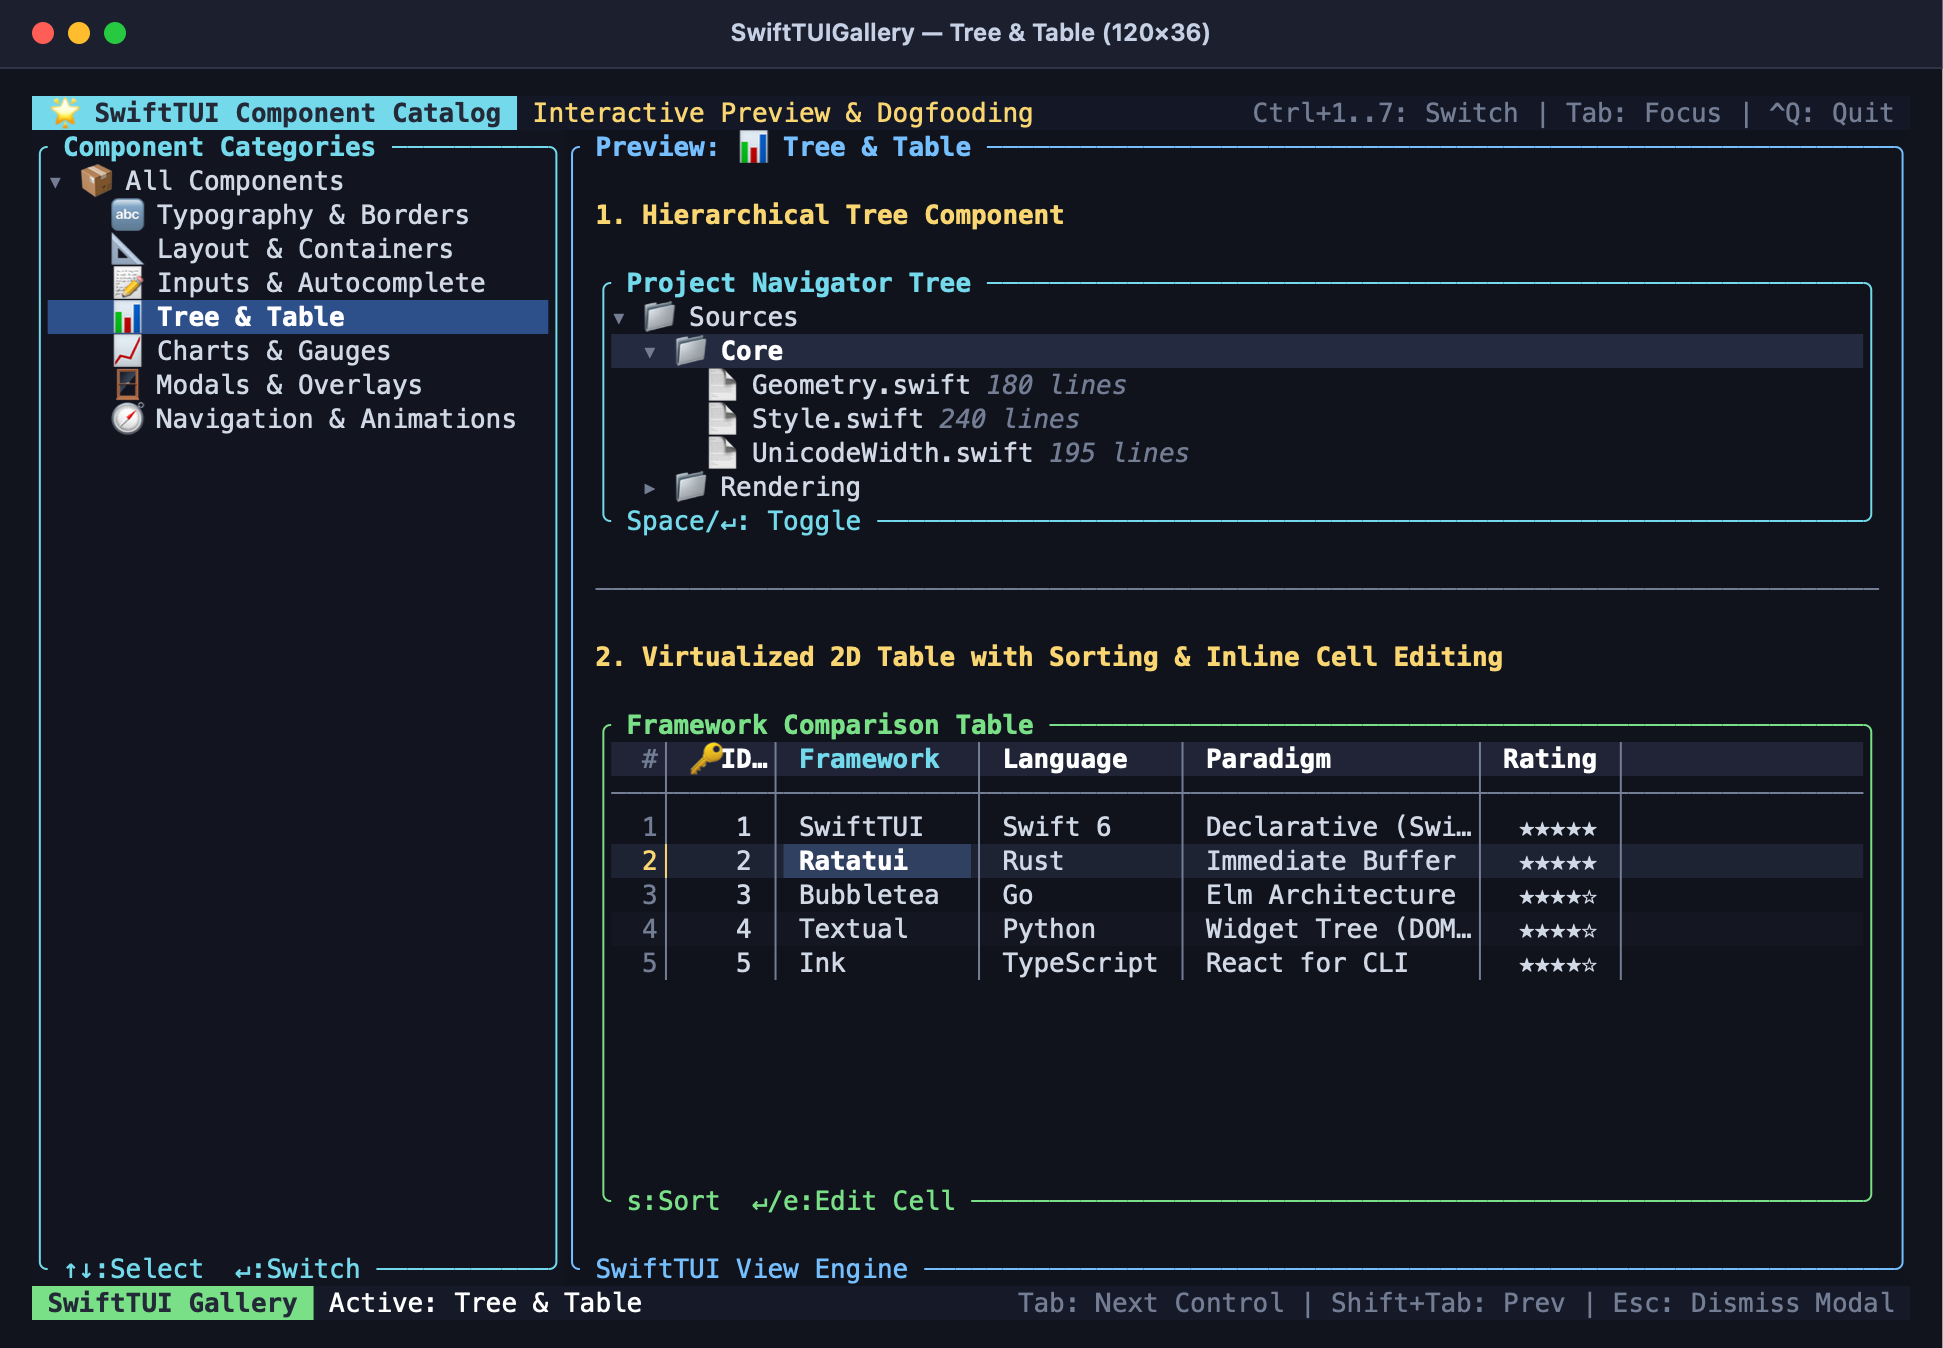 SwiftTUIGallery — Tree & Table (120×36)
🌟 SwiftTUI Component Catalog Interactive Preview & Dogfooding Ctrl+1..7: Switch | Tab: Focus | ^Q: Quit
Component Categories
▾ 📦 All Components
🔤 Typography & Borders
📐 Layout & Containers
📝 Inputs & Autocomplete
📊 Tree & Table
📈 Charts & Gauges
🪟 Modals & Overlays
🧭 Navigation & Animations
↑↓:Select ↵:Switch
Preview: 📊 Tree & Table
1. Hierarchical Tree Component
Project Navigator Tree
▾ 📁 Sources
▾ 📁 Core
📄 Geometry.swift 180 lines
📄 Style.swift 240 lines
📄 UnicodeWidth.swift 195 lines
▸ 📁 Rendering
Space/↵: Toggle
2. Virtualized 2D Table with Sorting & Inline Cell Editing
Framework Comparison Table
# 🔑ID… Framework Language Paradigm Rating
1 1 SwiftTUI Swift 6 Declarative (Swi… ★★★★★
2 2 Ratatui Rust Immediate Buffer ★★★★★
3 3 Bubbletea Go Elm Architecture ★★★★☆
4 4 Textual Python Widget Tree (DOM… ★★★★☆
5 5 Ink TypeScript React for CLI ★★★★☆
s:Sort ↵/e:Edit Cell
SwiftTUI View Engine
SwiftTUI Gallery Active: Tree & Table Tab: Next Control | Shift+Tab: Prev | Esc: Dismiss Modal